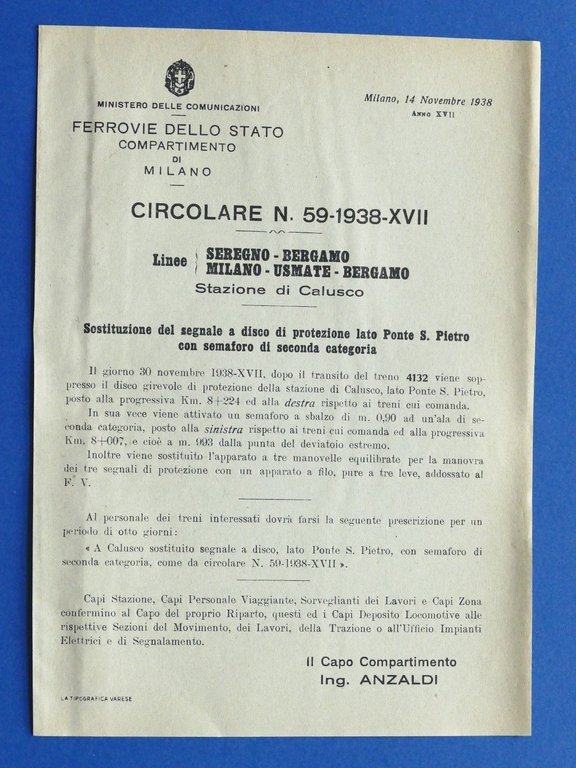 MINISTERO DELLE COMUNICAZIONI
FERROVIE DELLO STATO
COMPARTIMENTO
DI
MILANO
Milano, 14 Novembre 1938
ANNO XVII
CIRCOLARE N. 59-1938-XVII
Linee SEREGNO - BERGAMO
MILANO - USMATE - BERGAMO
Stazione di Calusco
Sostituzione del segnale a disco di protezione lato Ponte S. Pietro
con semaforo di seconda categoria
Il giorno 30 novembre 1938-XVII, dopo il transito del treno 4132 viene sop-
presso il disco girevole di protezione della stazione di Calusco, lato Ponte S. Pietro,
posto alla progressiva Km. 8+224 ed alla destra rispetto ai treni cui comanda.
In sua vece viene attivato un semaforo a sbalzo di m. 0,90 ad un'ala di se-
conda categoria, posto alla sinistra rispetto ai treni cui comanda ed alla progressiva
Km. 8+007, e cioè a m. 993 dalla punta del deviatoio estremo.
Inoltre viene sostituito l'apparato a tre manovelle equilibrate per la manovra
dei tre segnali di protezione con un apparato a filo, pure a tre leve, addossato al
F. V.
Al personale dei treni interessati dovrà farsi la seguente prescrizione per un
periodo di otto giorni:
« A Calusco sostituito segnale a disco, lato Ponte S. Pietro, con semaforo di
seconda categoria, come da circolare N. 59-1938-XVII ».
Capi Stazione, Capi Personale Viaggiante, Sorveglianti dei Lavori e Capi Zona
confermino al Capo del proprio Riparto, questi ed i Capi Deposito Locomotive alle
rispettive Sezioni del Movimento, dei Lavori, della Trazione o all'Ufficio Impianti
Elettrici e di Segnalamento.
Il Capo Compartimento
Ing. ANZALDI
LA TIPOGRAFICA VARESE